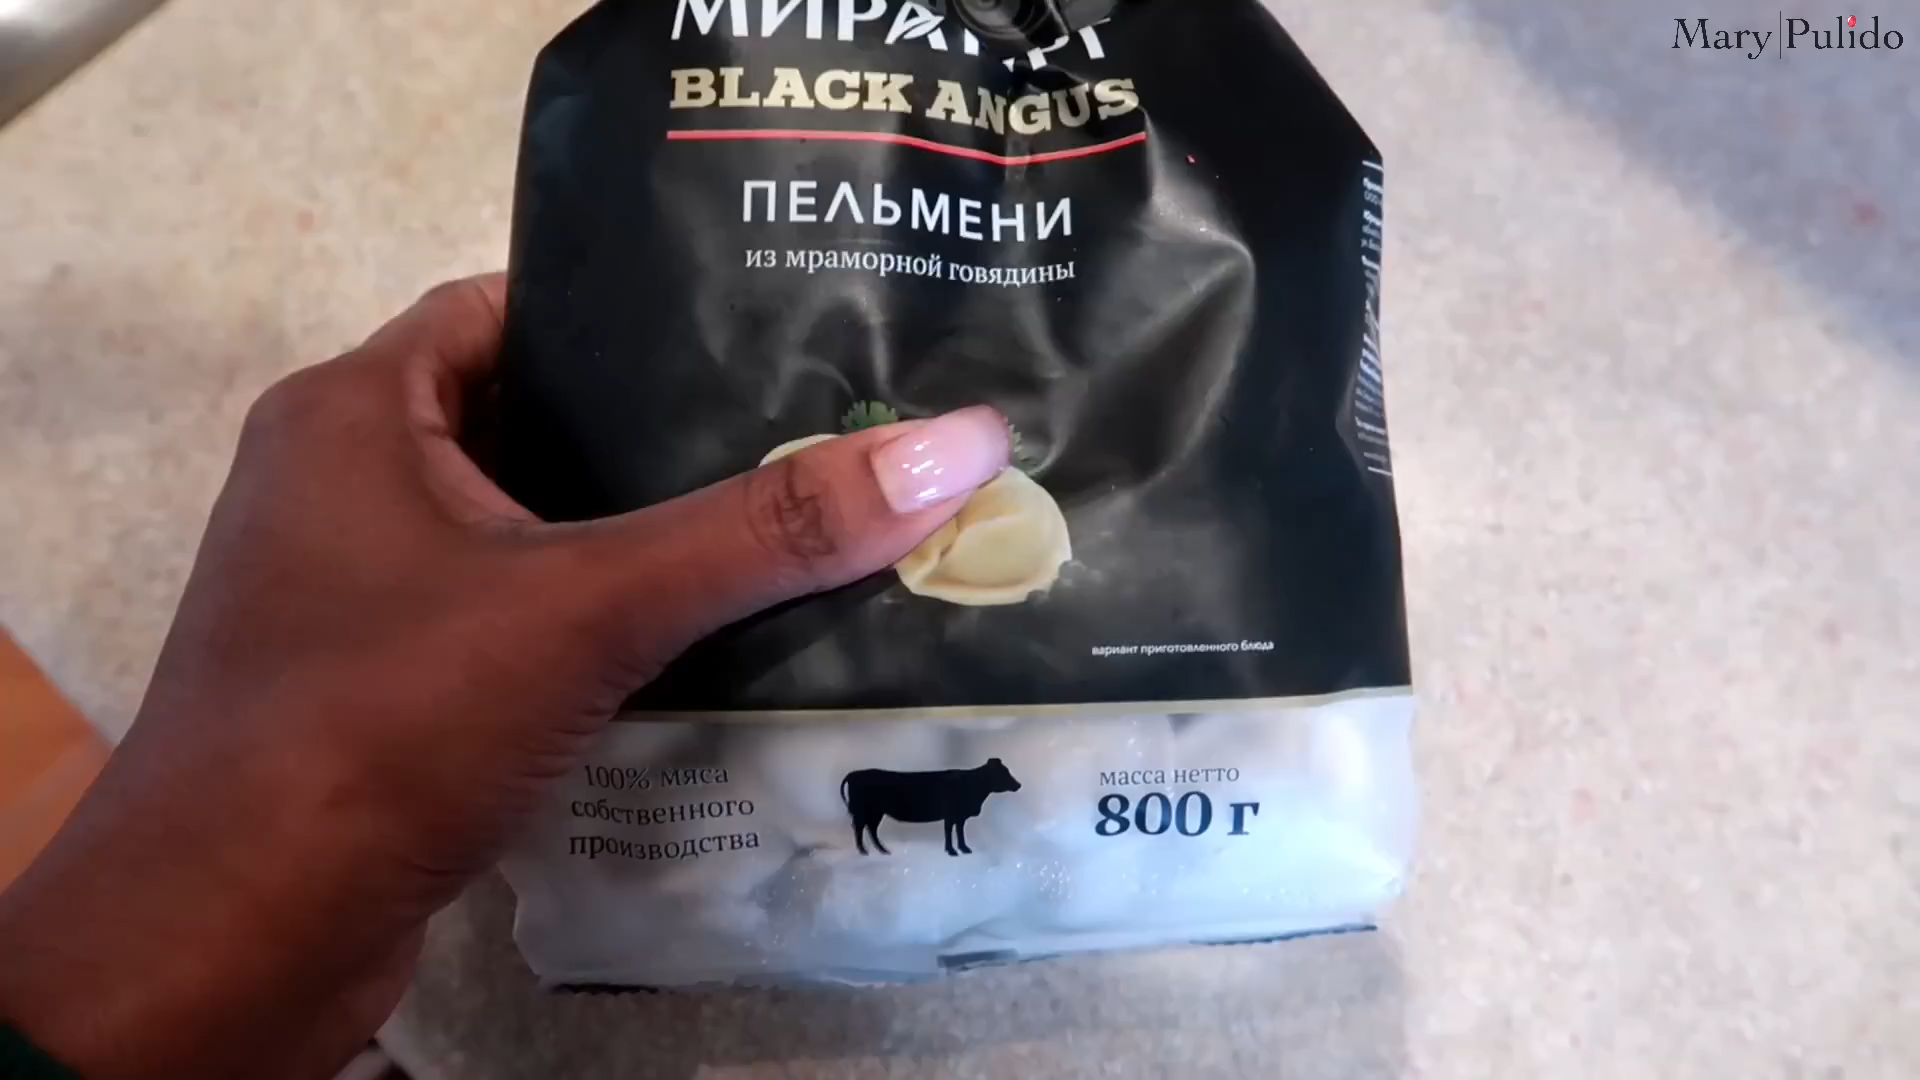 Mary|Pulido
BLACK ANGUS
ПЕЛЬМЕНИ
из мраморной говядины
вариант приготовленного блюда
100% мяса
собственного
производства
масса нетто
800 г